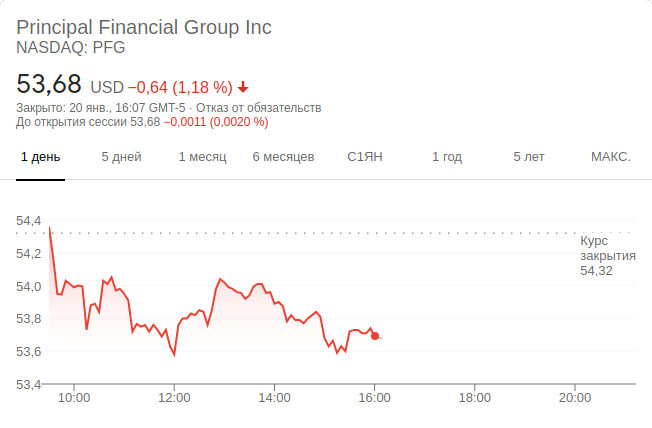 Principal Financial Group Inc
NASDAQ: PFG
53,68 USD −0,64 (1,18 %)
Закрыто: 20 янв., 16:07 GMT-5 · Отказ от обязательств
До открытия сессии 53,68 −0,0011 (0,0020 %)
1 день 5 дней 1 месяц 6 месяцев С1ЯН 1 год 5 лет МАКС.
54,4
Курс
закрытия
54,32
54,2
54,0
53,8
53,6
53,4
10:00 12:00 14:00 16:00 18:00 20:00